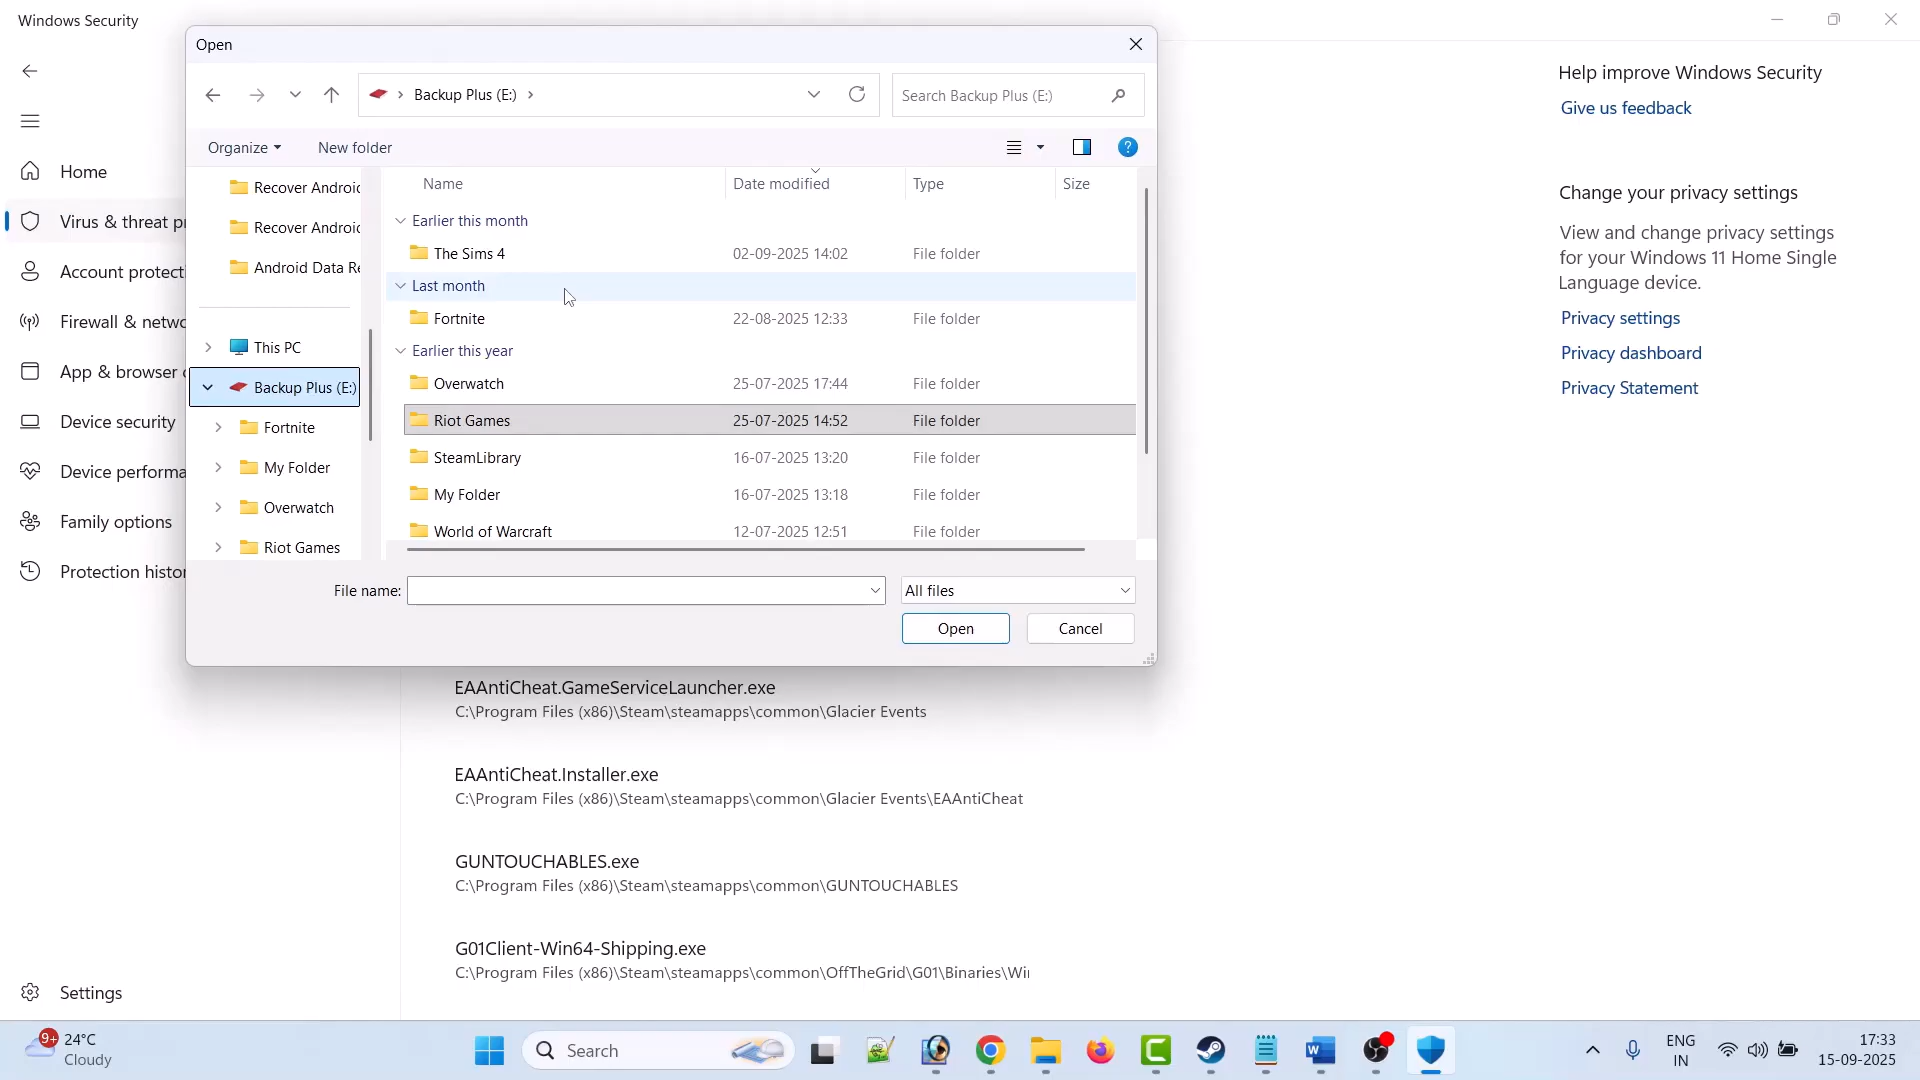 Windows Security
Open
Backup Plus (E:)
Search Backup Plus (E:)
Organize
New folder
Name
Date modified
Type
Size
Earlier this month
The Sims 4 02-09-2025 14:02 File folder
Last month
Fortnite 22-08-2025 12:33 File folder
Earlier this year
Overwatch 25-07-2025 17:44 File folder
Riot Games 25-07-2025 14:52 File folder
SteamLibrary 16-07-2025 13:20 File folder
My Folder 16-07-2025 13:18 File folder
World of Warcraft 12-07-2025 12:51 File folder
Recover
Recover
Android Data
This PC
Backup Plus (E:)
Fortnite
My Folder
Overwatch
Riot Games
File name:
All files
Open
Cancel
Home
Virus & threat
Account
Firewall &
App & browser
Device security
Device
Family options
Protection
Settings
EAAntiCheat.GameServiceLauncher.exe
C:\Program Files (x86)\Steam\steamapps\common\Glacier Events
EAAntiCheat.Installer.exe
C:\Program Files (x86)\Steam\steamapps\common\Glacier Events\EAAntiCheat
GUNTOUCHABLES.exe
C:\Program Files (x86)\Steam\steamapps\common\GUNTOUCHABLES
G01Client-Win64-Shipping.exe
C:\Program Files (x86)\Steam\steamapps\common\OffTheGrid\G01\Binaries\Wi
Help improve Windows Security
Give us feedback
Change your privacy settings
View and change privacy settings
for your Windows 11 Home Single
Language device.
Privacy settings
Privacy dashboard
Privacy Statement
9+
24°C
Cloudy
Search
ENG
IN
17:33
15-09-2025